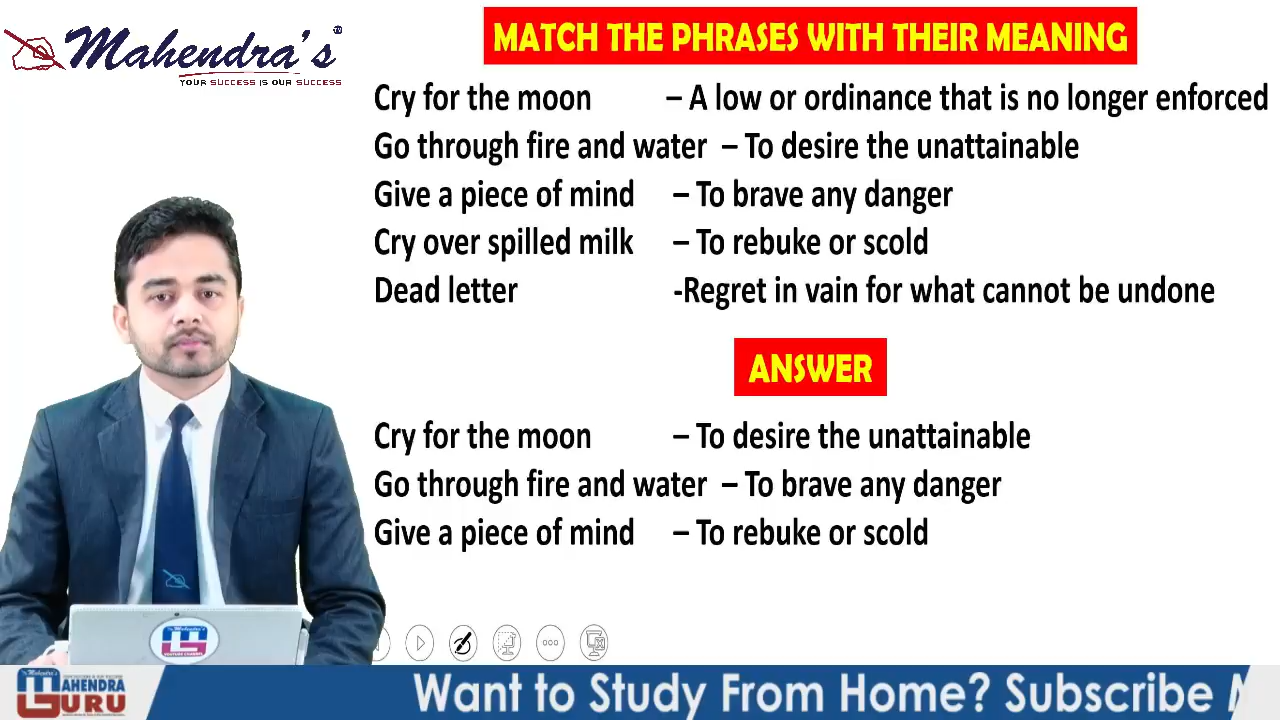 Mahendra's
YOUR SUCCESS IS OUR SUCCESS
MATCH THE PHRASES WITH THEIR MEANING
Cry for the moon – A low or ordinance that is no longer enforced
Go through fire and water – To desire the unattainable
Give a piece of mind – To brave any danger
Cry over spilled milk – To rebuke or scold
Dead letter -Regret in vain for what cannot be undone
ANSWER
Cry for the moon – To desire the unattainable
Go through fire and water – To brave any danger
Give a piece of mind – To rebuke or scold
MAHENDRA
GURU
Want to Study From Home? Subscribe